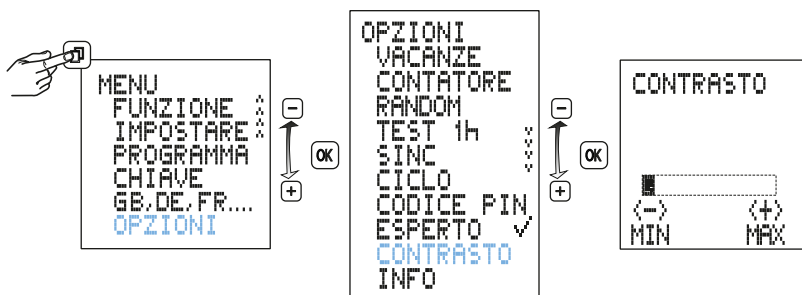 MENU
FUNZIONE
IMPOSTARE
PROGRAMMA
CHIAVE
GB,DE,FR....
OPZIONI
OK
OPZIONI
VACANZE
CONTATORE
RANDOM
TEST 1h
SINC
CICLO
CODICE PIN
ESPERTO ✓
CONTRASTO
INFO
OK
CONTRASTO
(-) (+)
MIN MAX